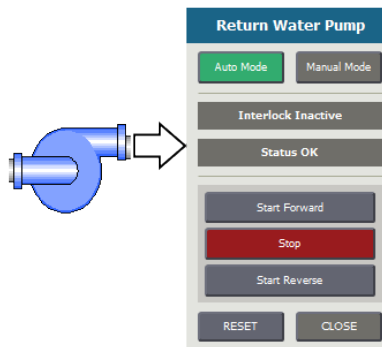 Return Water Pump
Auto Mode Manual Mode
Interlock Inactive
Status OK
Start Forward
Stop
Start Reverse
RESET CLOSE